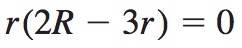 r(2R − 3r) = 0